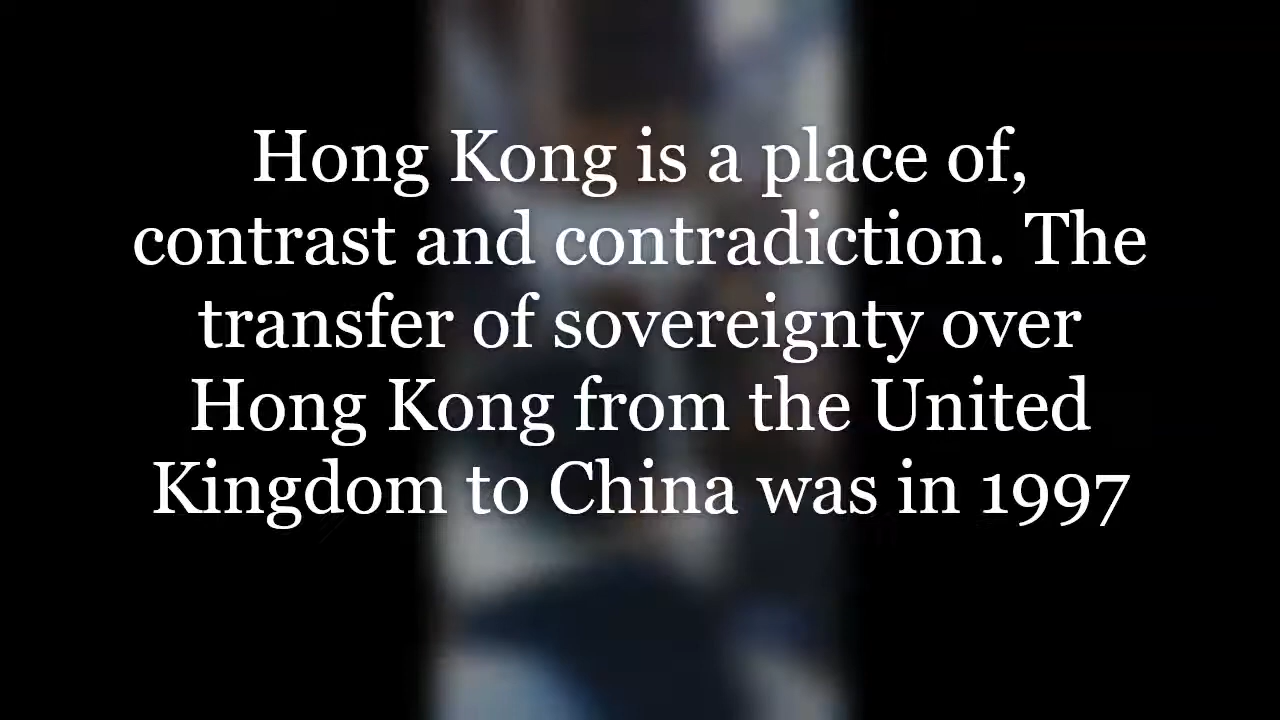 Hong Kong is a place of,
contrast and contradiction. The
transfer of sovereignty over
Hong Kong from the United
Kingdom to China was in 1997